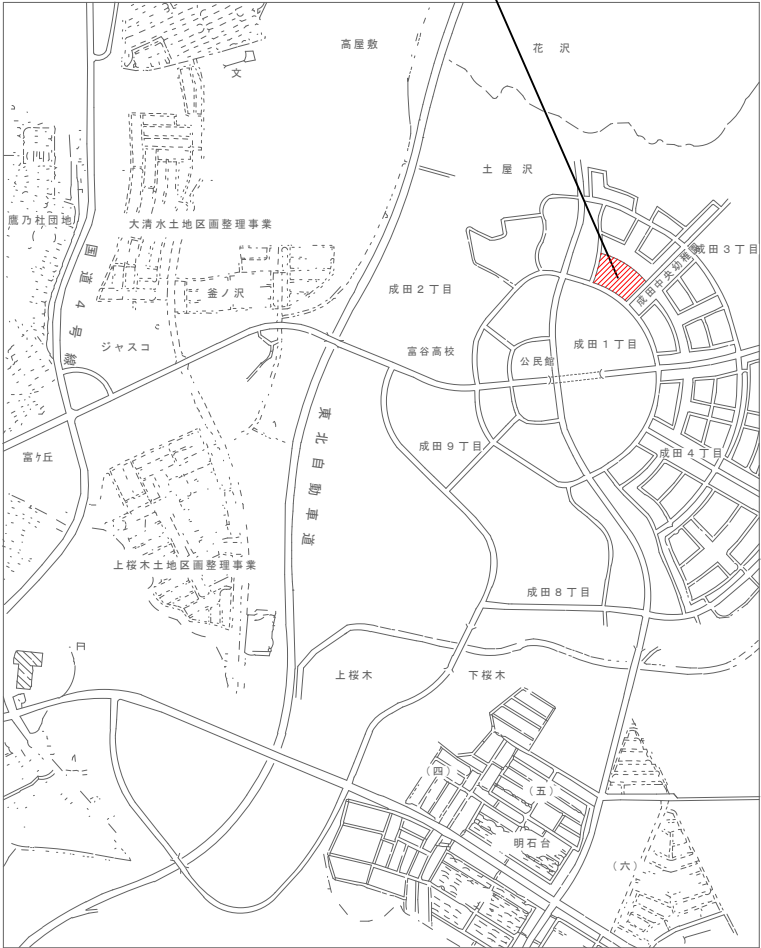 高屋敷
花 沢
文
土 屋 沢
鷹乃社団地
大清水土地区画整理事業
成田3丁目
成田中央幼稚園
国道4号線
釜ノ沢
成田2丁目
ジャスコ
富谷高校
公民館
成田1丁目
東北自動車道
富ケ丘
成田9丁目
成田4丁目
上桜木土地区画整理事業
成田8丁目
上桜木
下桜木
(四)
(五)
明石台
(六)